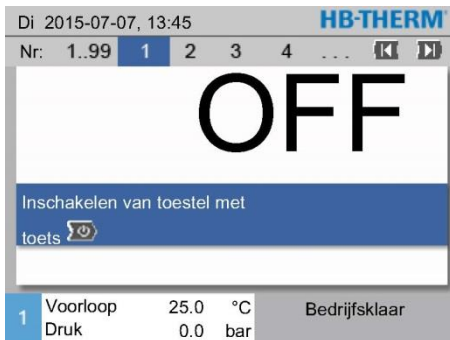 Di 2015-07-07, 13:45 HB-THERM®
Nr: 1..99 1 2 3 4 ...
OFF
Inschakelen van toestel met
toets
1 Voorloop 25.0 °C Bedrijfsklaar
Druk 0.0 bar